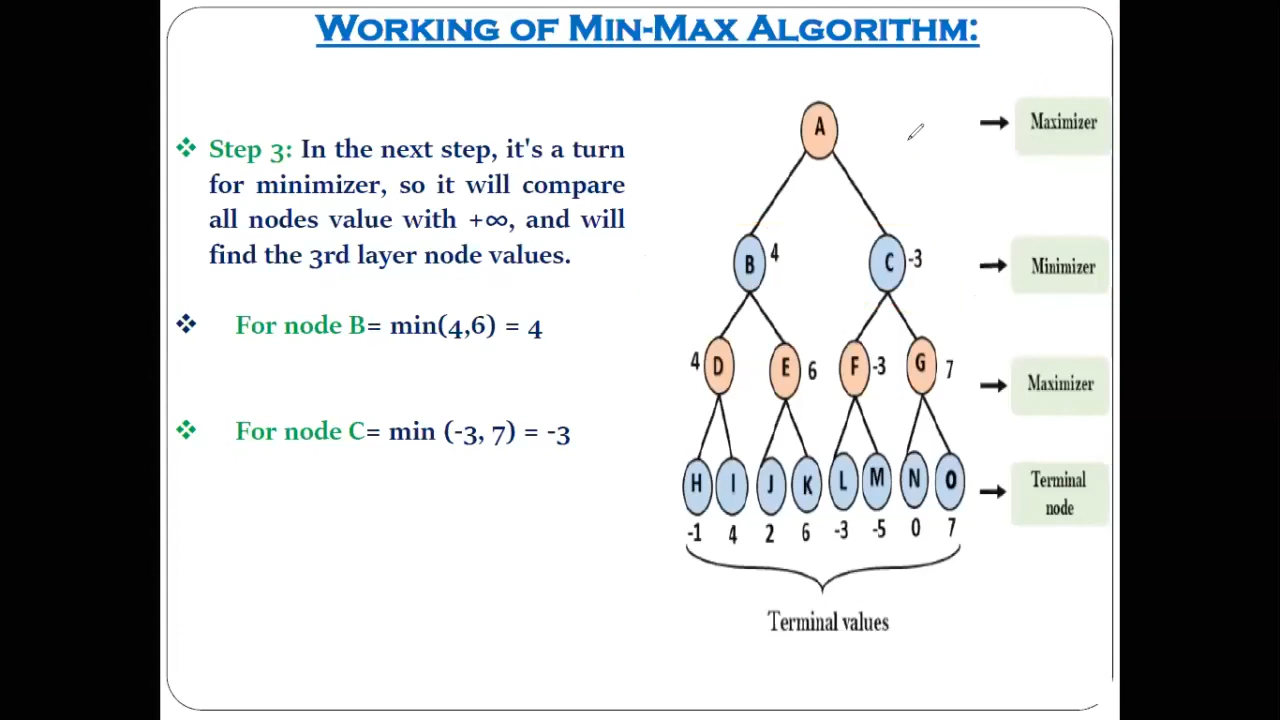 WORKING OF MIN-MAX ALGORITHM:
❖ Step 3: In the next step, it's a turn
for minimizer, so it will compare
all nodes value with +∞, and will
find the 3rd layer node values.
❖ For node B= min(4,6) = 4
❖ For node C= min (-3, 7) = -3
A
Maximizer
B 4
C -3
Minimizer
4 D
E 6
F -3
G 7
Maximizer
H I J K L M N O
Terminal
node
-1 4 2 6 -3 -5 0 7
Terminal values